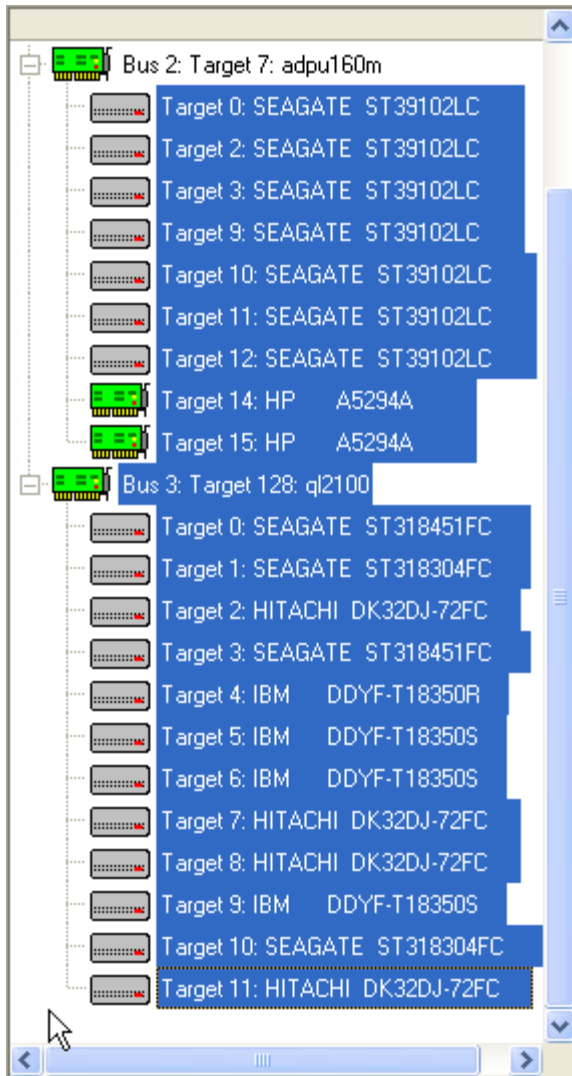 Bus 2: Target 7: adpu160m
Target 0: SEAGATE  ST39102LC
Target 2: SEAGATE  ST39102LC
Target 3: SEAGATE  ST39102LC
Target 9: SEAGATE  ST39102LC
Target 10: SEAGATE  ST39102LC
Target 11: SEAGATE  ST39102LC
Target 12: SEAGATE  ST39102LC
Target 14: HP      A5294A
Target 15: HP      A5294A
Bus 3: Target 128: ql2100
Target 0: SEAGATE  ST318451FC
Target 1: SEAGATE  ST318304FC
Target 2: HITACHI  DK32DJ-72FC
Target 3: SEAGATE  ST318451FC
Target 4: IBM      DDYF-T18350R
Target 5: IBM      DDYF-T18350S
Target 6: IBM      DDYF-T18350S
Target 7: HITACHI  DK32DJ-72FC
Target 8: HITACHI  DK32DJ-72FC
Target 9: IBM      DDYF-T18350S
Target 10: SEAGATE  ST318304FC
Target 11: HITACHI  DK32DJ-72FC